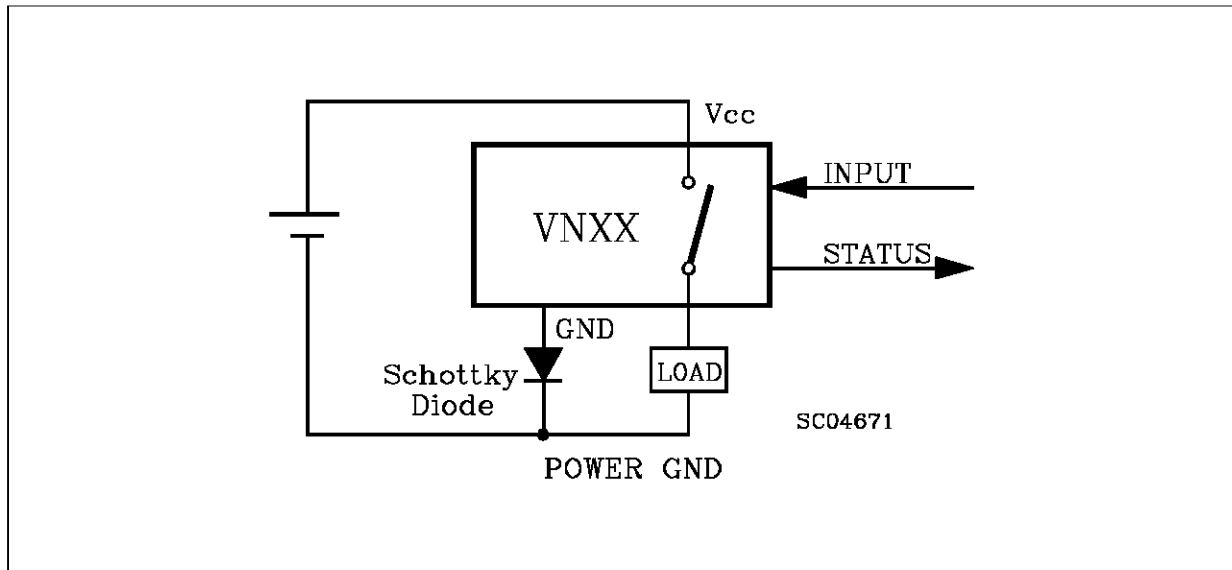 Vcc
INPUT
VNXX
STATUS
GND
Schottky
Diode
LOAD
SC04671
POWER GND